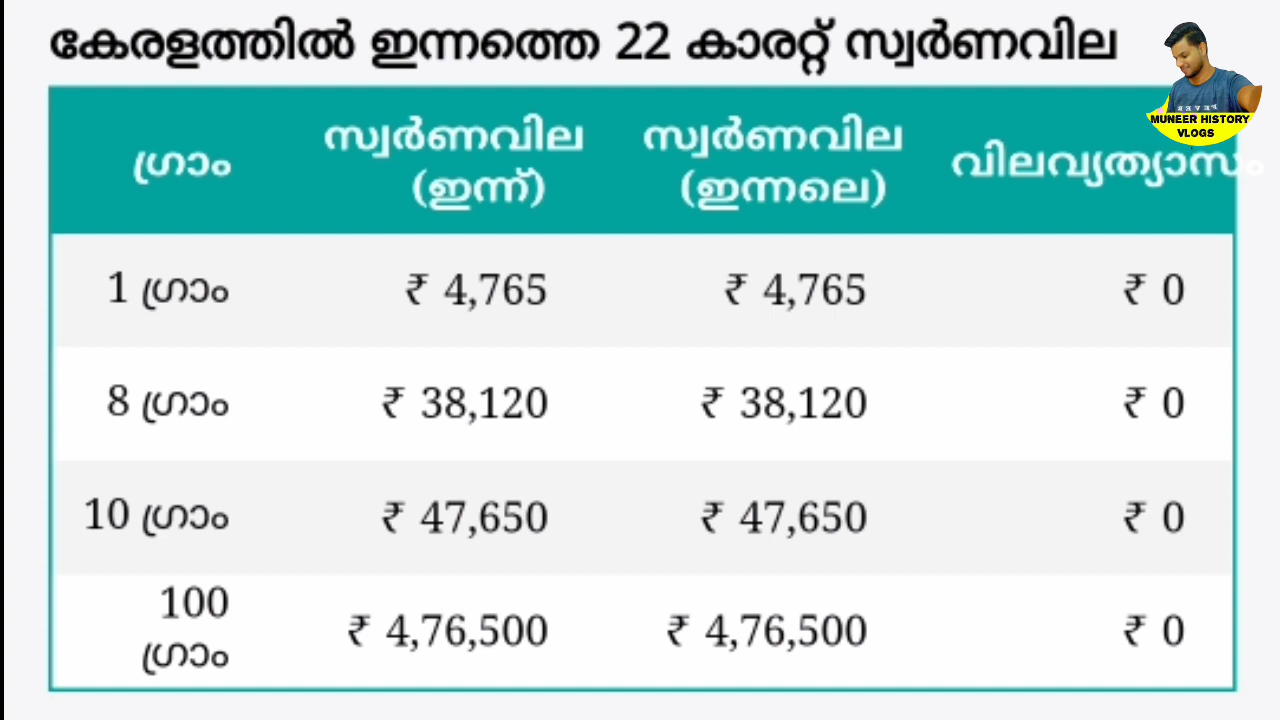 കേരളത്തിൽ ഇന്നത്തെ 22 കാരറ്റ് സ്വർണവില
MUNEER HISTORY
VLOGS
ഗ്രാം സ്വർണവില (ഇന്ന്) സ്വർണവില (ഇന്നലെ) വിലവ്യത്യാസം
1 ഗ്രാം ₹ 4,765 ₹ 4,765 ₹ 0
8 ഗ്രാം ₹ 38,120 ₹ 38,120 ₹ 0
10 ഗ്രാം ₹ 47,650 ₹ 47,650 ₹ 0
100 ഗ്രാം ₹ 4,76,500 ₹ 4,76,500 ₹ 0